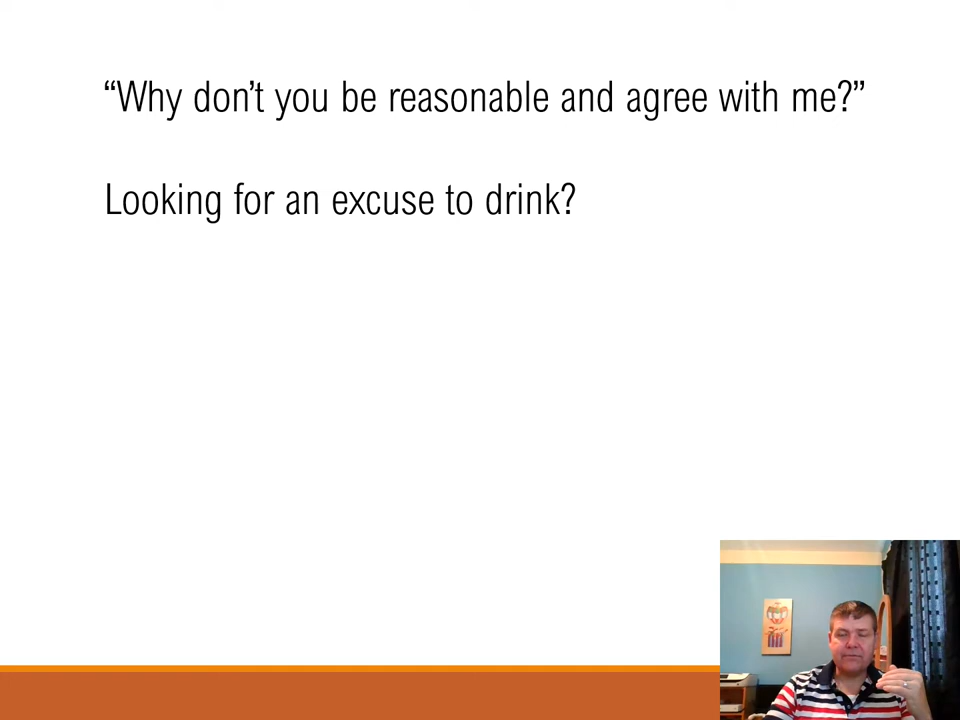 “Why don’t you be reasonable and agree with me?”
Looking for an excuse to drink?